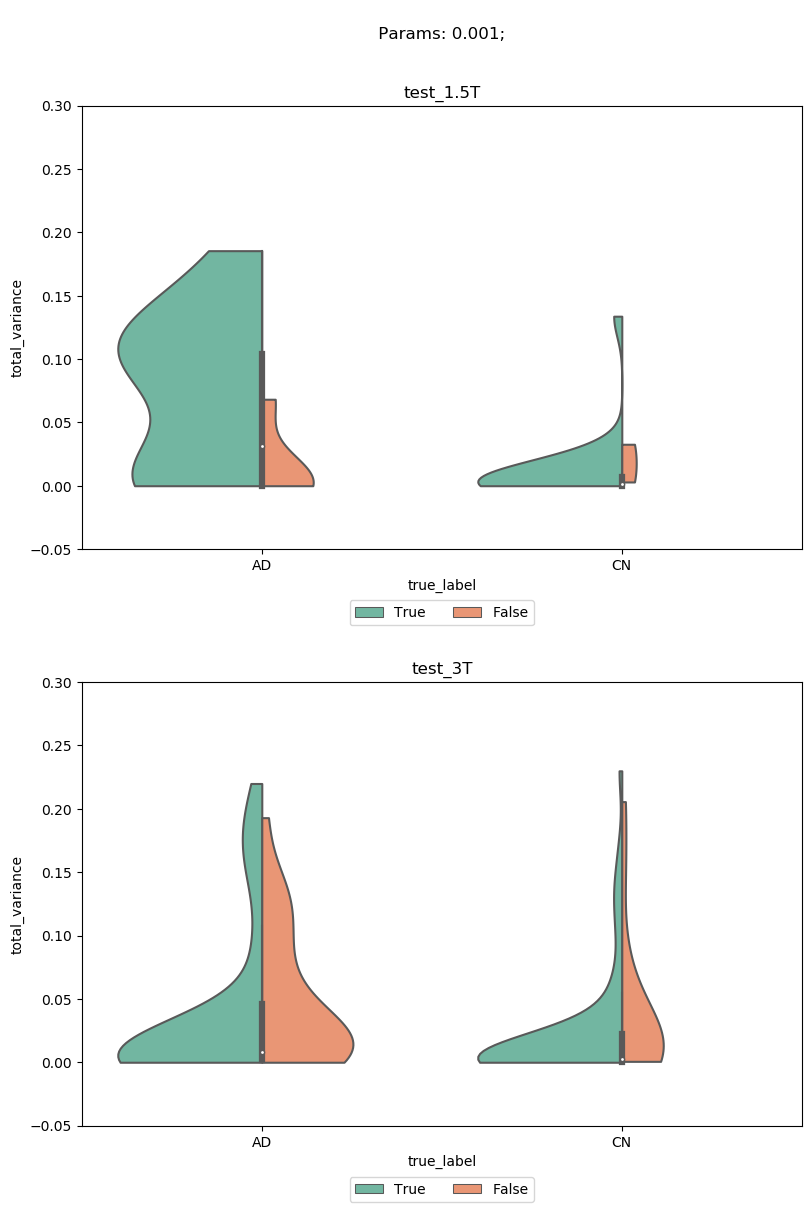 Params: 0.001;
test_1.5T
0.30
0.25
0.20
0.15
0.10
0.05
0.00
−0.05
total_variance
AD CN
true_label
True False
test_3T
0.30
0.25
0.20
0.15
0.10
0.05
0.00
−0.05
total_variance
AD CN
true_label
True False